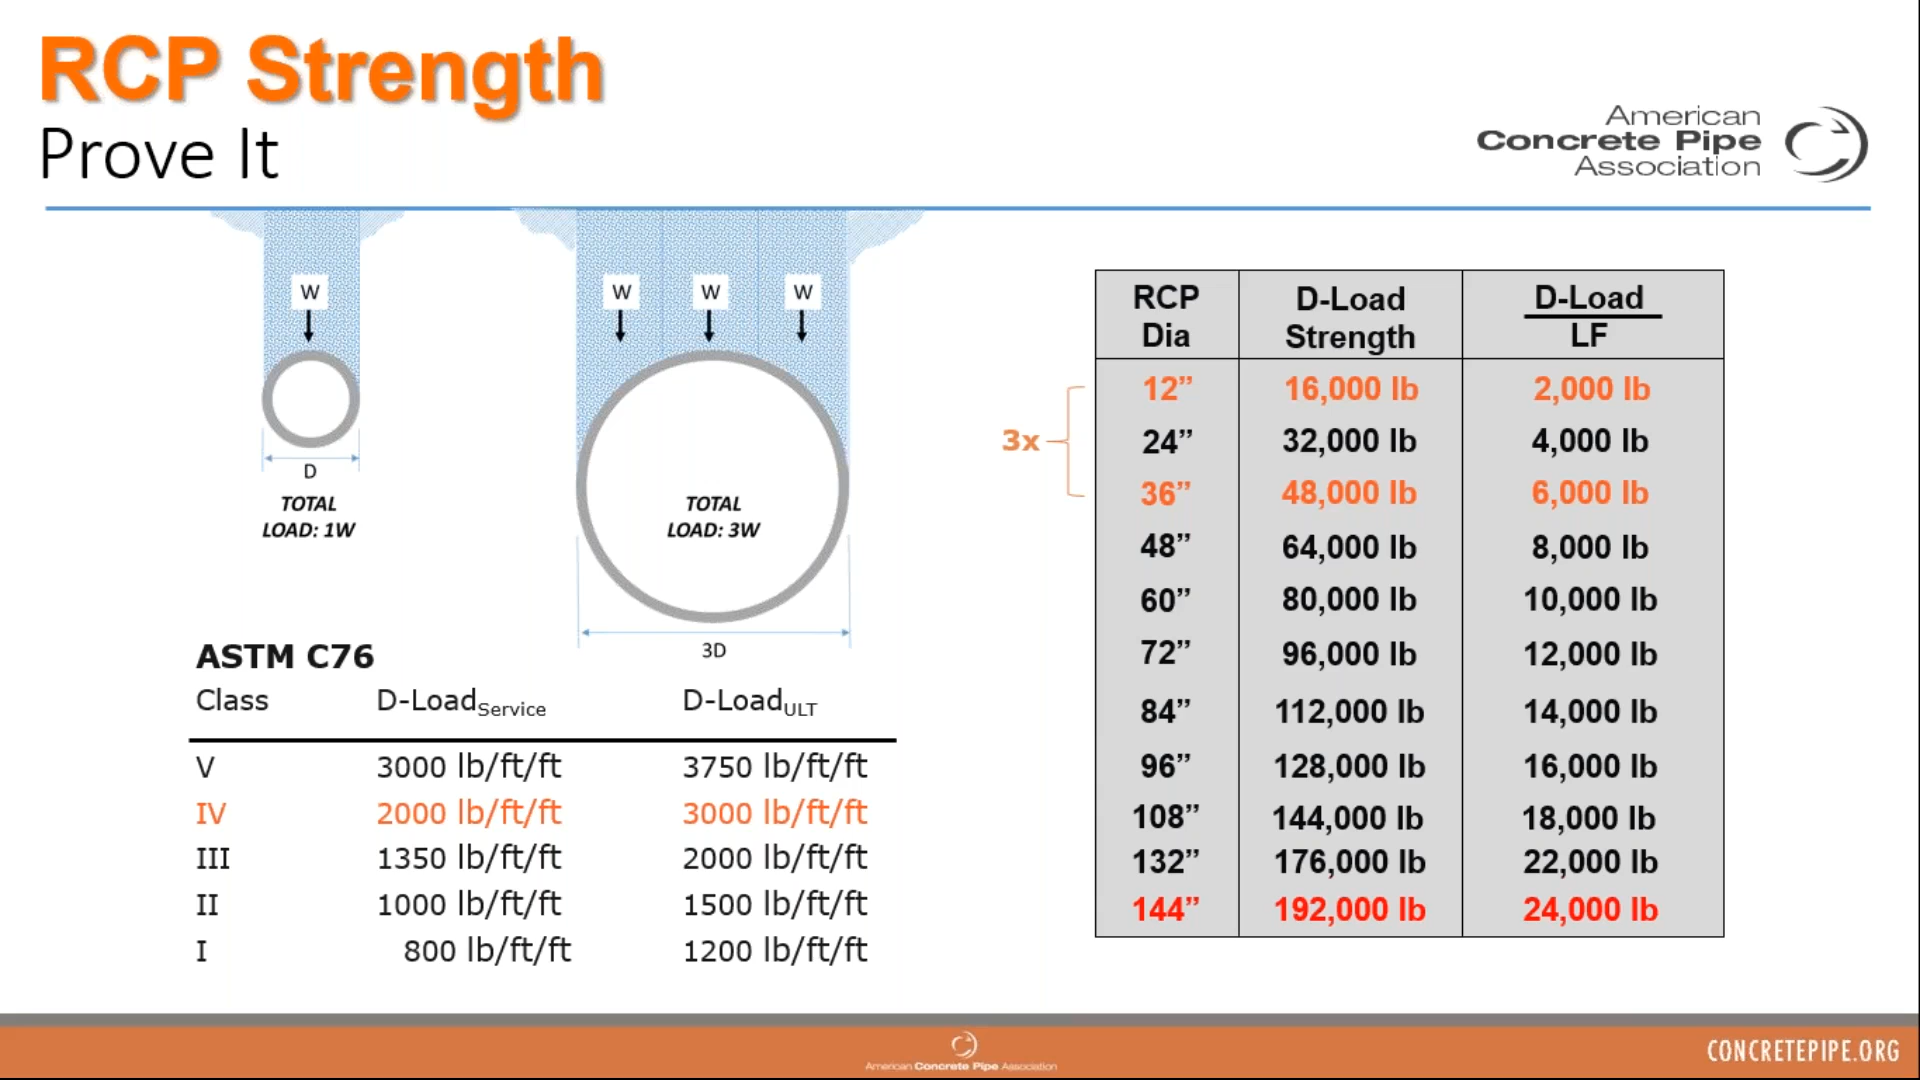 RCP Strength
Prove It
American
Concrete Pipe
Association
W
W
W
W
D
TOTAL
LOAD: 1W
TOTAL
LOAD: 3W
3D
ASTM C76
Class D-Load Service D-Load ULT
V 3000 lb/ft/ft 3750 lb/ft/ft
IV 2000 lb/ft/ft 3000 lb/ft/ft
III 1350 lb/ft/ft 2000 lb/ft/ft
II 1000 lb/ft/ft 1500 lb/ft/ft
I 800 lb/ft/ft 1200 lb/ft/ft
3x
RCP Dia D-Load Strength D-Load LF
12” 16,000 lb 2,000 lb
24” 32,000 lb 4,000 lb
36” 48,000 lb 6,000 lb
48” 64,000 lb 8,000 lb
60” 80,000 lb 10,000 lb
72” 96,000 lb 12,000 lb
84” 112,000 lb 14,000 lb
96” 128,000 lb 16,000 lb
108” 144,000 lb 18,000 lb
132” 176,000 lb 22,000 lb
144” 192,000 lb 24,000 lb
American Concrete Pipe Association
CONCRETEPIPE.ORG